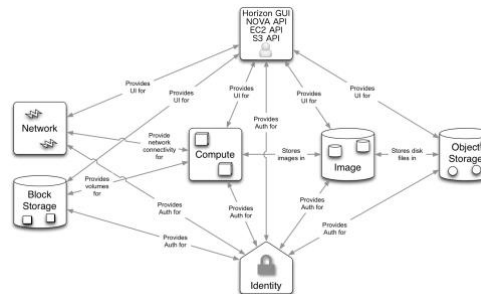 Horizon GUI
NOVA API
EC2 API
S3 API
Provides
UI for
Provides
UI for
Provides
UI for
Provides
Auth for
Provides
UI for
Provides
UI for
Network
Provide
network
connectivity
for
Compute
Stores
images in
Image
Stores disk
files in
Object
Storage
Block
Storage
Provides
volumes
for
Provides
Auth for
Provides
Auth for
Provides
Auth for
Provides
Auth for
Provides
Auth for
Identity